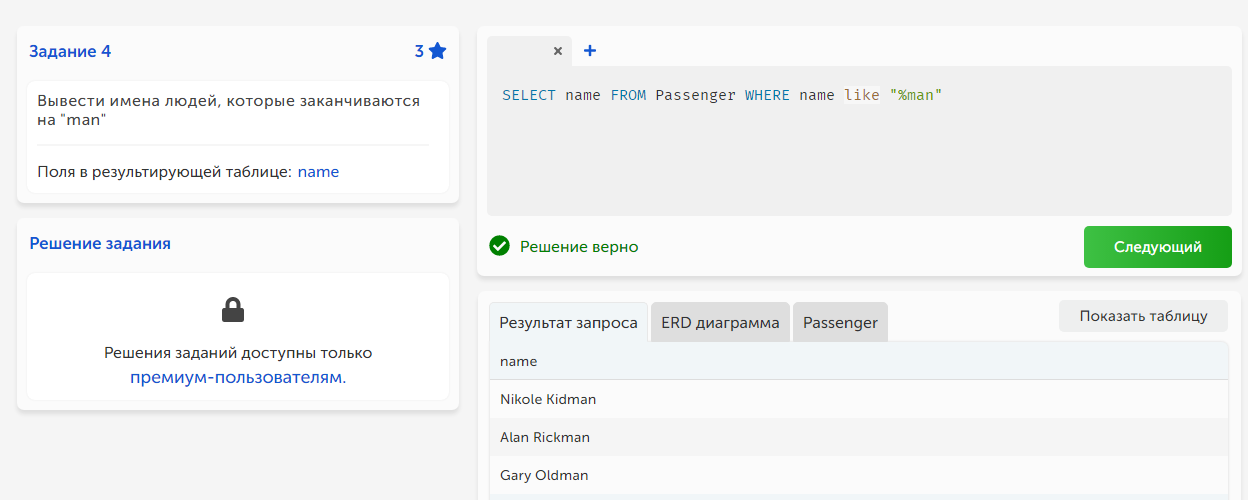 Задание 4
3
Вывести имена людей, которые заканчиваются
на "man"
Поля в результирующей таблице: name
Решение задания
Решения заданий доступны только
премиум-пользователям.
×
+
SELECT name FROM Passenger WHERE name like "%man"
Решение верно
Следующий
Результат запроса
ERD диаграмма
Passenger
Показать таблицу
name
Nikole Kidman
Alan Rickman
Gary Oldman